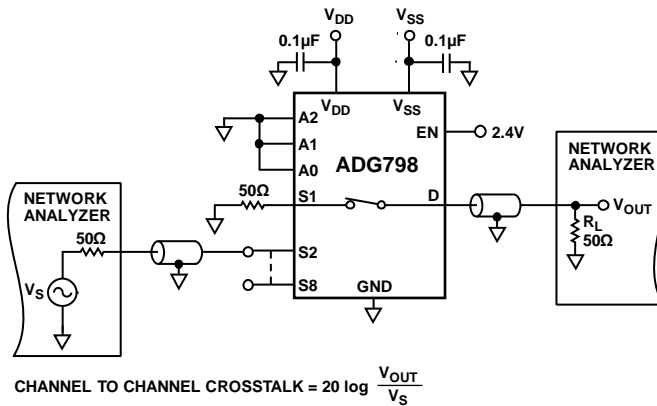 V_DD V_SS
0.1µF 0.1µF
V_DD V_SS
A2
A1
A0
EN 2.4V
ADG798
NETWORK ANALYZER
50Ω
V_S
50Ω
S1
D
S2
S8
GND
NETWORK ANALYZER
V_OUT
R_L
50Ω
CHANNEL TO CHANNEL CROSSTALK = 20 log V_OUT / V_S